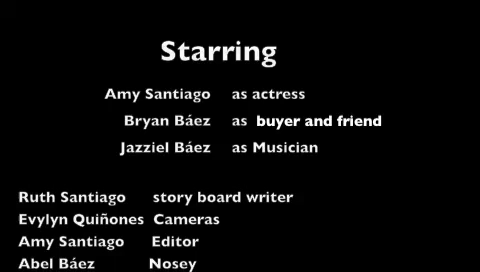 Starring
Amy Santiago as actress
Bryan Báez as buyer and friend
Jazziel Báez as Musician
Ruth Santiago story board writer
Evylyn Quiñones Cameras
Amy Santiago Editor
Abel Báez Nosey